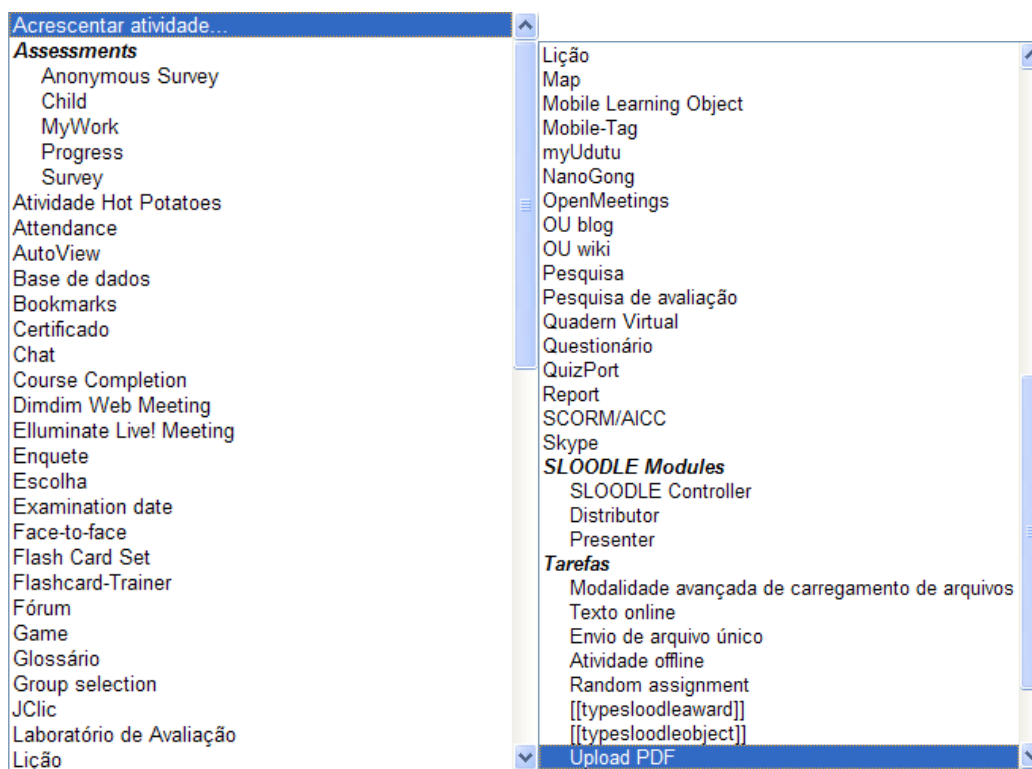 Acrescentar atividade...
Assessments
Anonymous Survey
Child
MyWork
Progress
Survey
Atividade Hot Potatoes
Attendance
AutoView
Base de dados
Bookmarks
Certificado
Chat
Course Completion
Dimdim Web Meeting
Elluminate Live! Meeting
Enquete
Escolha
Examination date
Face-to-face
Flash Card Set
Flashcard-Trainer
Fórum
Game
Glossário
Group selection
JClic
Laboratório de Avaliação
Lição
Lição
Map
Mobile Learning Object
Mobile-Tag
myUdutu
NanoGong
OpenMeetings
OU blog
OU wiki
Pesquisa
Pesquisa de avaliação
Quadern Virtual
Questionário
QuizPort
Report
SCORM/AICC
Skype
SLOODLE Modules
SLOODLE Controller
Distributor
Presenter
Tarefas
Modalidade avançada de carregamento de arquivos
Texto online
Envio de arquivo único
Atividade offline
Random assignment
[[typesloodleaward]]
[[typesloodleobject]]
Upload PDF